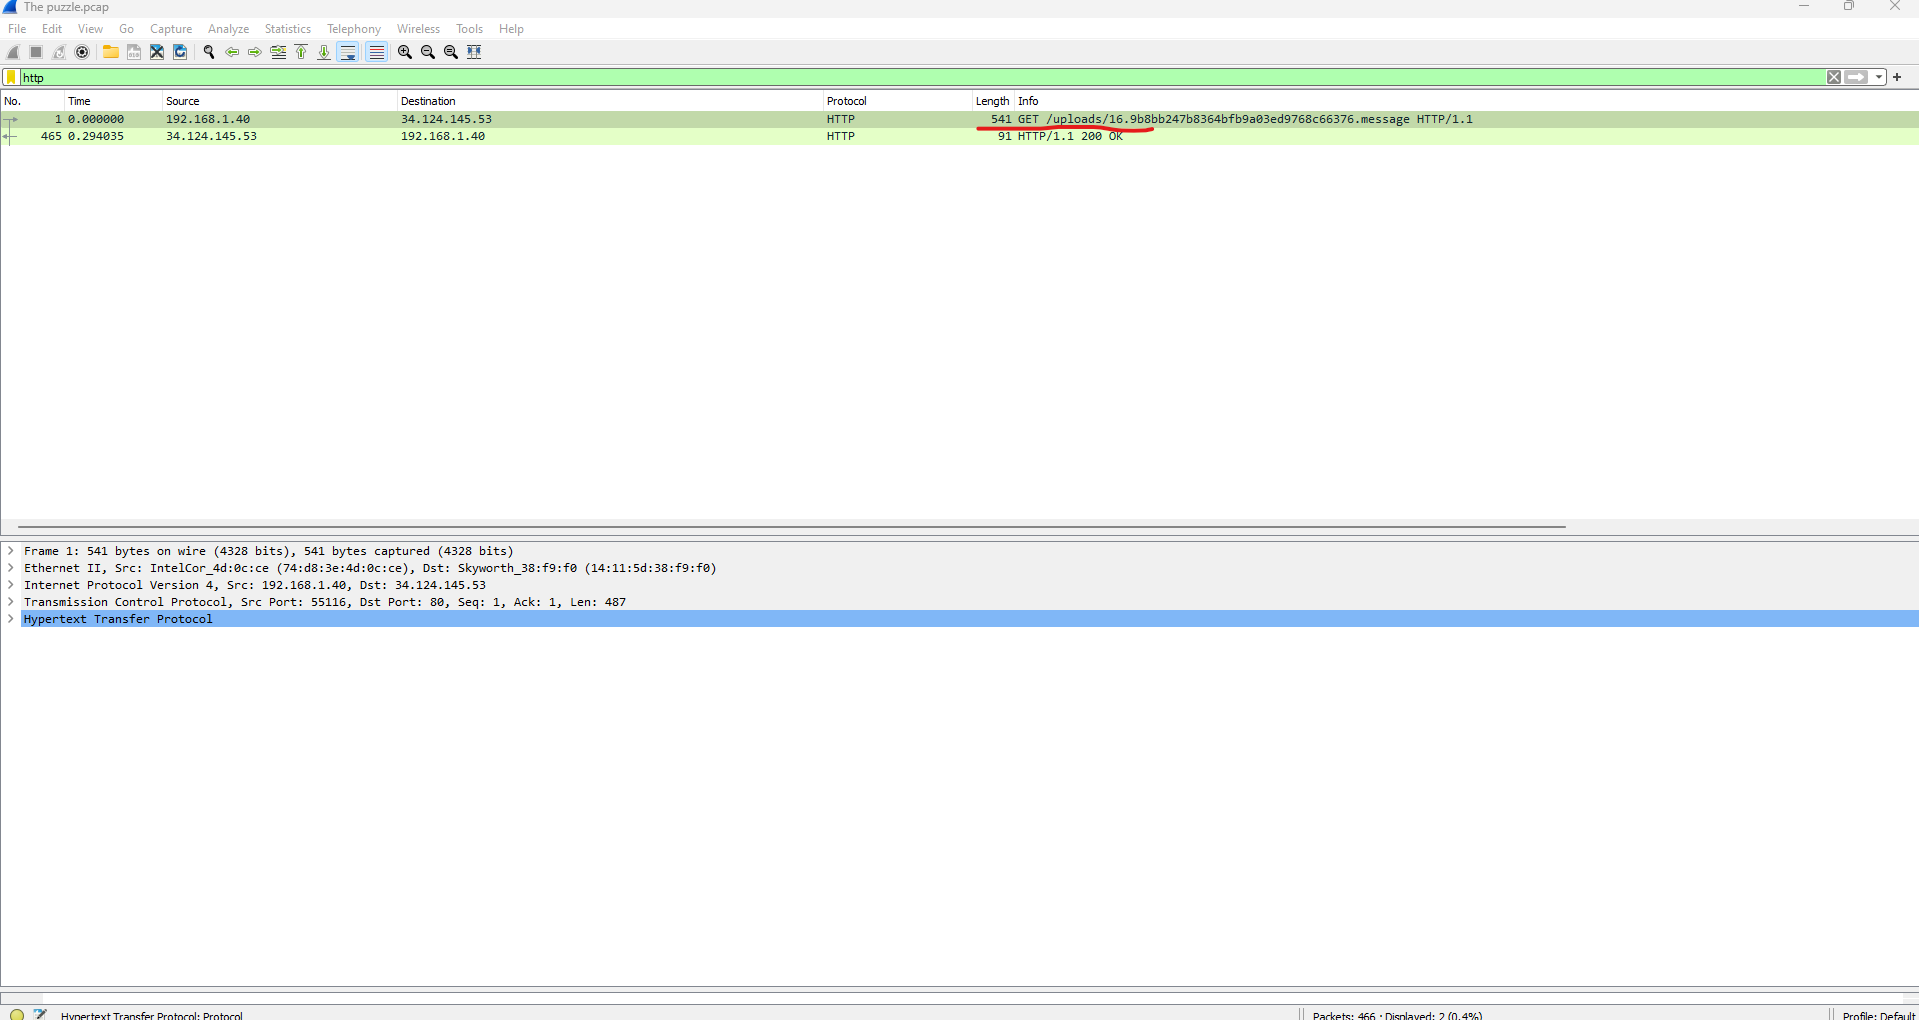 The puzzle.pcap
File Edit View Go Capture Analyze Statistics Telephony Wireless Tools Help
http
No. Time Source Destination Protocol Length Info
1 0.000000 192.168.1.40 34.124.145.53 HTTP 541 GET /uploads/16.9b8bb247b8364bfb9a03ed9768c66376.message HTTP/1.1
465 0.294035 34.124.145.53 192.168.1.40 HTTP 91 HTTP/1.1 200 OK
Frame 1: 541 bytes on wire (4328 bits), 541 bytes captured (4328 bits)
Ethernet II, Src: IntelCor_4d:0c:ce (74:d8:3e:4d:0c:ce), Dst: Skyworth_38:f9:f0 (14:11:5d:38:f9:f0)
Internet Protocol Version 4, Src: 192.168.1.40, Dst: 34.124.145.53
Transmission Control Protocol, Src Port: 55116, Dst Port: 80, Seq: 1, Ack: 1, Len: 487
Hypertext Transfer Protocol
Hypertext Transfer Protocol: Protocol Packets: 466 · Displayed: 2 (0.4%) Profile: Default